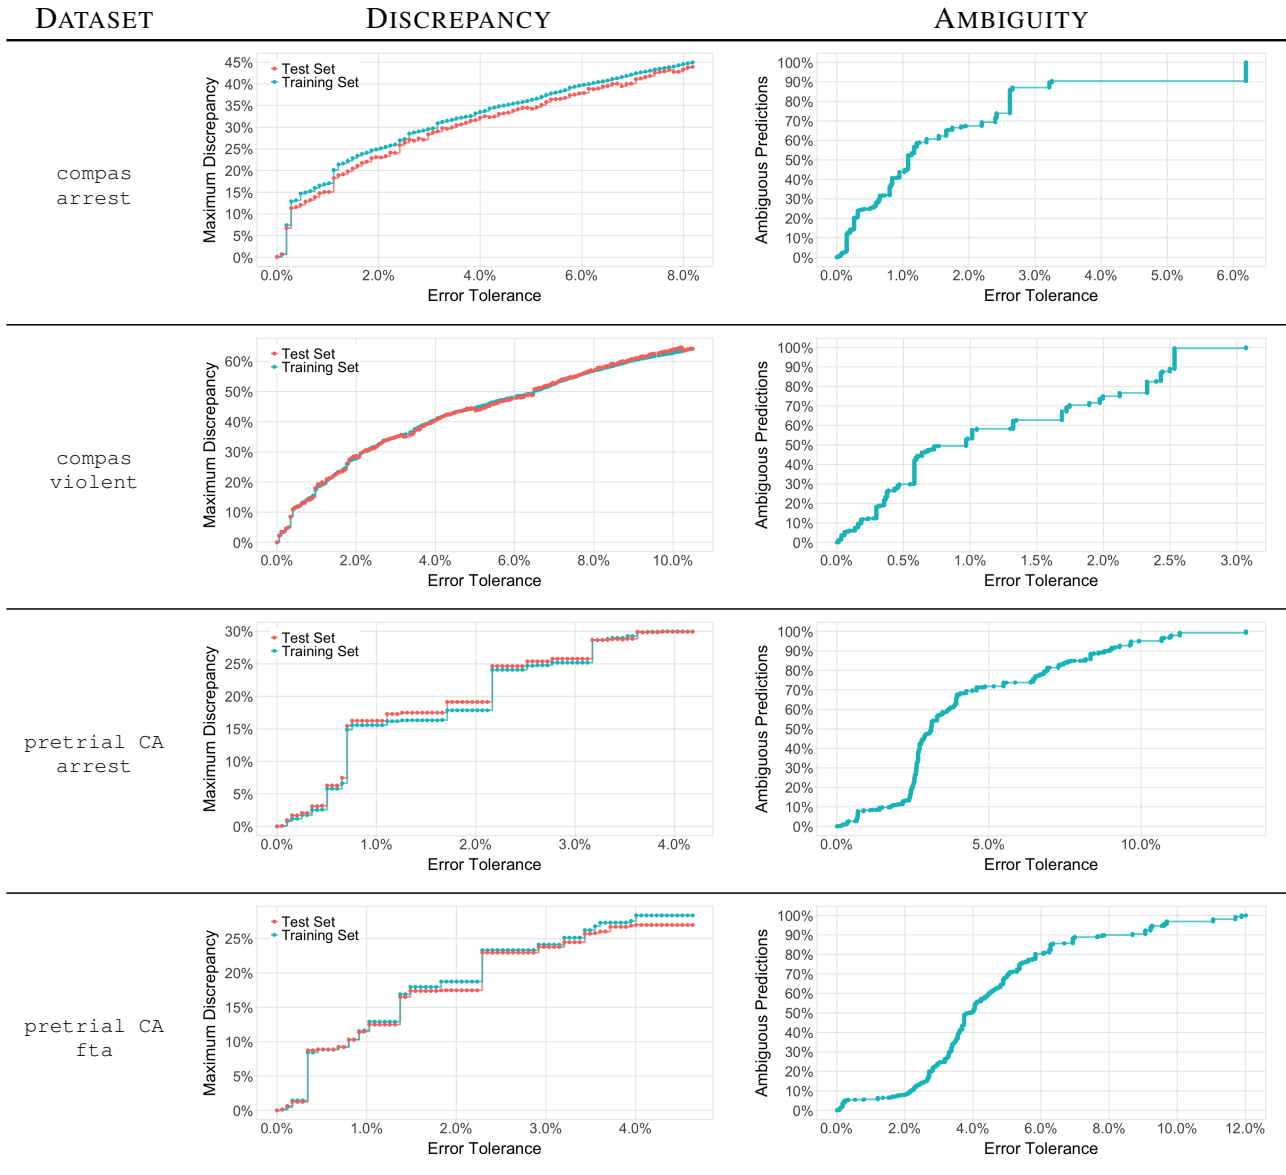 DATASET DISCREPANCY AMBIGUITY
compas
arrest
Maximum Discrepancy
45%
40%
35%
30%
25%
20%
15%
10%
5%
0%
Test Set
Training Set
0.0% 2.0% 4.0% 6.0% 8.0%
Error Tolerance
Ambiguous Predictions
100%
90%
80%
70%
60%
50%
40%
30%
20%
10%
0%
0.0% 1.0% 2.0% 3.0% 4.0% 5.0% 6.0%
Error Tolerance
compas
violent
Maximum Discrepancy
60%
50%
40%
30%
20%
10%
0%
Test Set
Training Set
0.0% 2.0% 4.0% 6.0% 8.0% 10.0%
Error Tolerance
Ambiguous Predictions
100%
90%
80%
70%
60%
50%
40%
30%
20%
10%
0%
0.0% 0.5% 1.0% 1.5% 2.0% 2.5% 3.0%
Error Tolerance
pretrial CA
arrest
Maximum Discrepancy
30%
25%
20%
15%
10%
5%
0%
Test Set
Training Set
0.0% 1.0% 2.0% 3.0% 4.0%
Error Tolerance
Ambiguous Predictions
100%
90%
80%
70%
60%
50%
40%
30%
20%
10%
0%
0.0% 5.0% 10.0%
Error Tolerance
pretrial CA
fta
Maximum Discrepancy
25%
20%
15%
10%
5%
0%
Test Set
Training Set
0.0% 1.0% 2.0% 3.0% 4.0%
Error Tolerance
Ambiguous Predictions
100%
90%
80%
70%
60%
50%
40%
30%
20%
10%
0%
0.0% 2.0% 4.0% 6.0% 8.0% 10.0% 12.0%
Error Tolerance